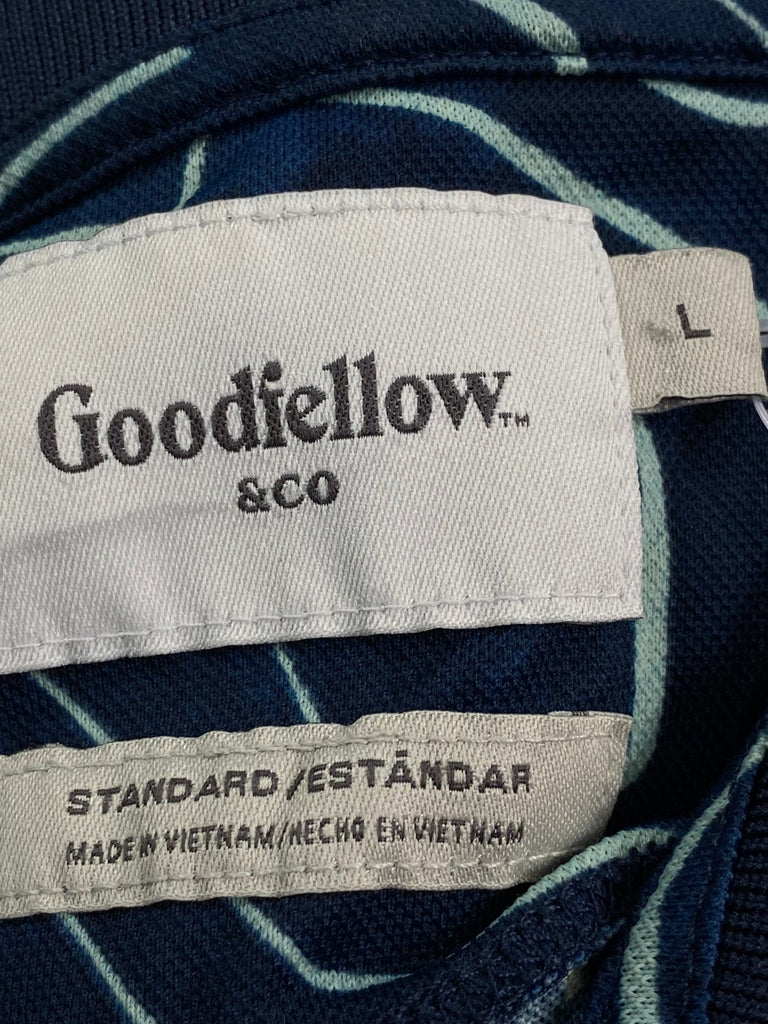 Goodfellow™
&CO
L
STANDARD/ESTÁNDAR
MADE IN VIETNAM/HECHO EN VIETNAM